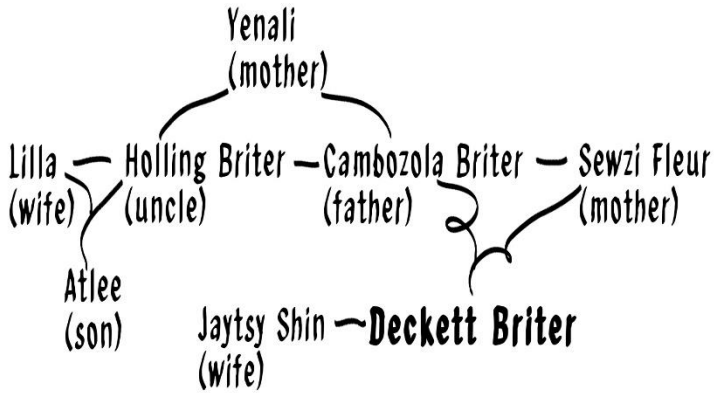 Yenali
(mother)
Lilla Holling Briter Cambozola Briter Sewzi Fleur
(wife) (uncle) (father) (mother)
Atlee
(son)
Jaytsy Shin Deckett Briter
(wife)